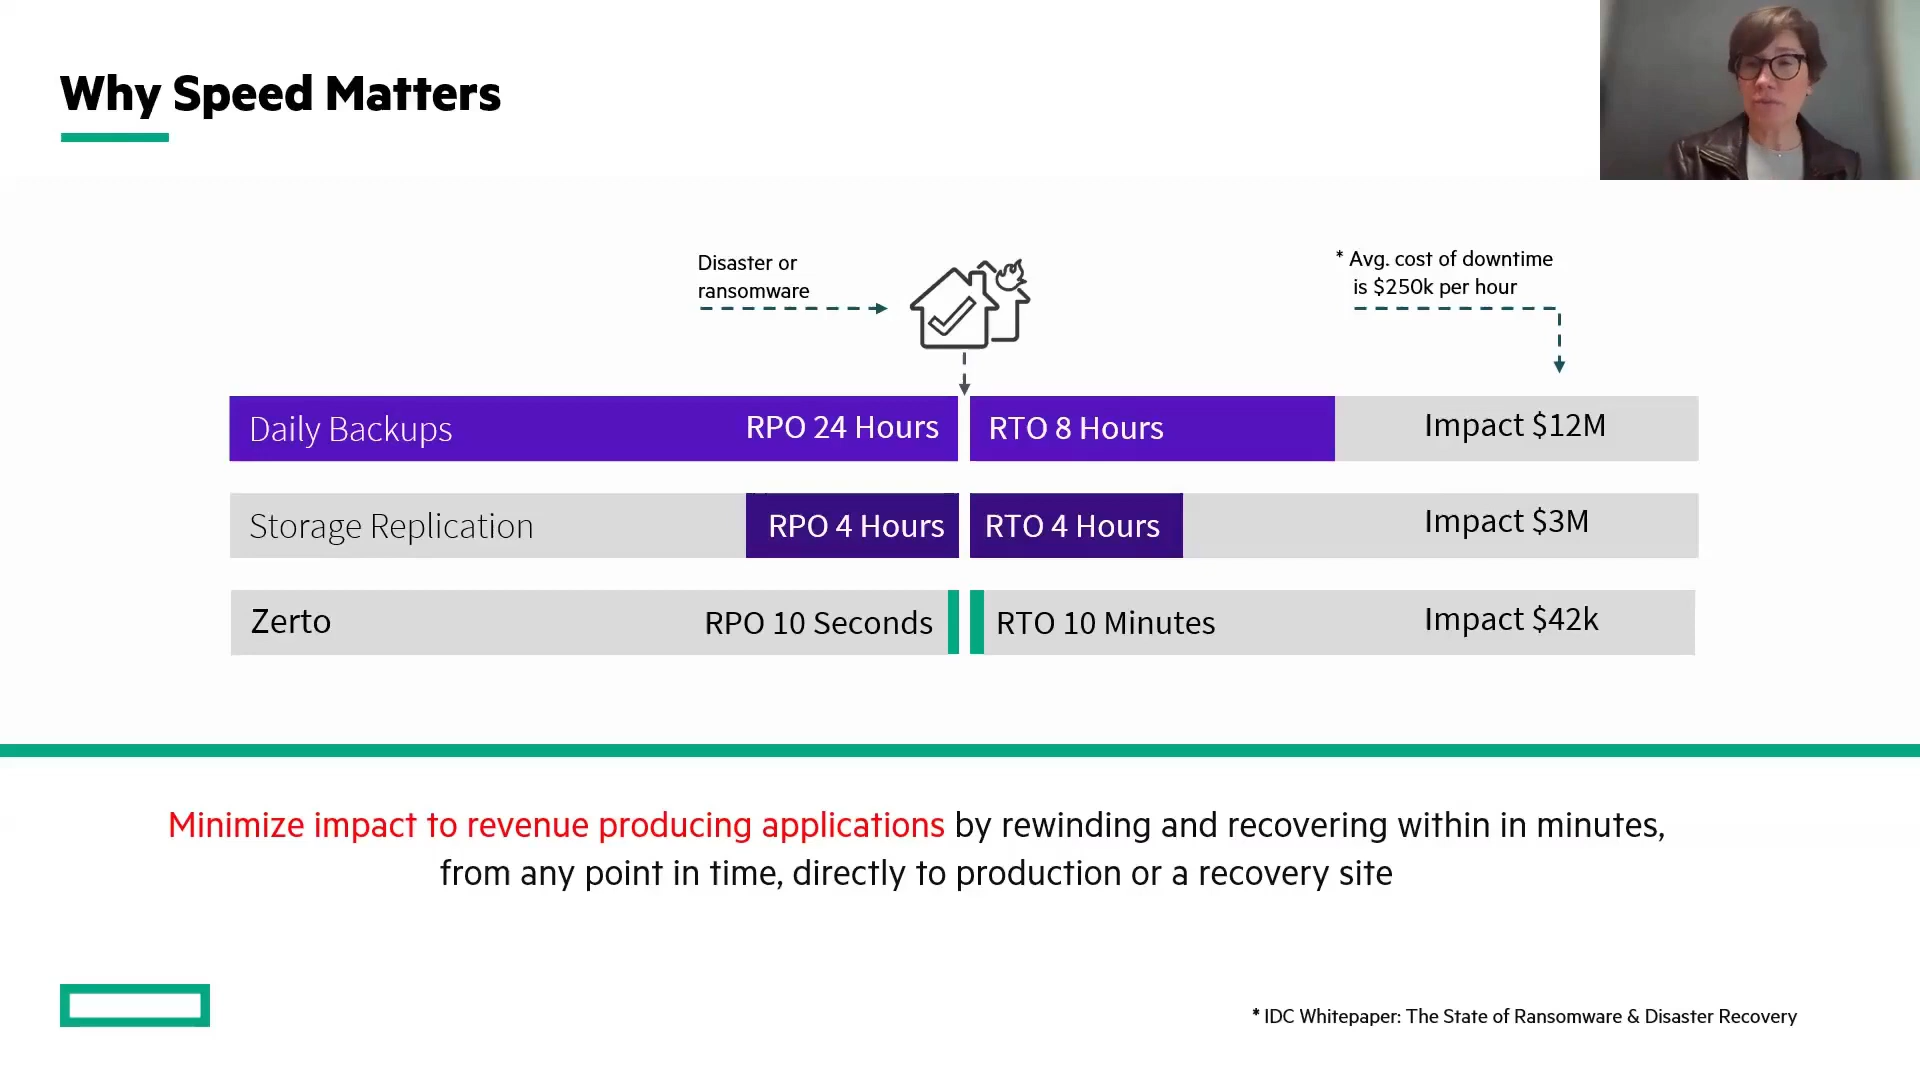 Why Speed Matters
Disaster or
ransomware
* Avg. cost of downtime
is $250k per hour
Daily Backups RPO 24 Hours RTO 8 Hours Impact $12M
Storage Replication RPO 4 Hours RTO 4 Hours Impact $3M
Zerto RPO 10 Seconds RTO 10 Minutes Impact $42k
Minimize impact to revenue producing applications by rewinding and recovering within in minutes,
from any point in time, directly to production or a recovery site
* IDC Whitepaper: The State of Ransomware & Disaster Recovery